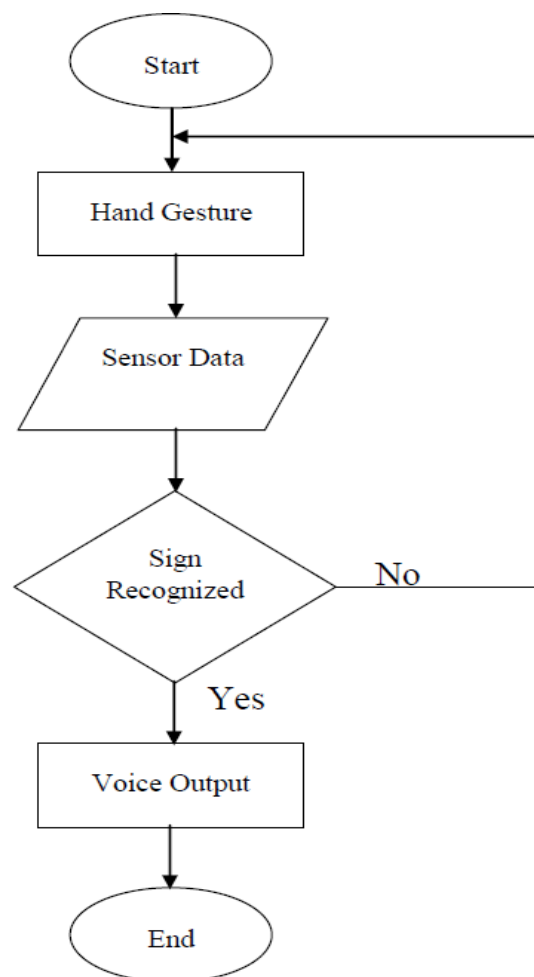 Start
Hand Gesture
Sensor Data
Sign
Recognized
No
Yes
Voice Output
End